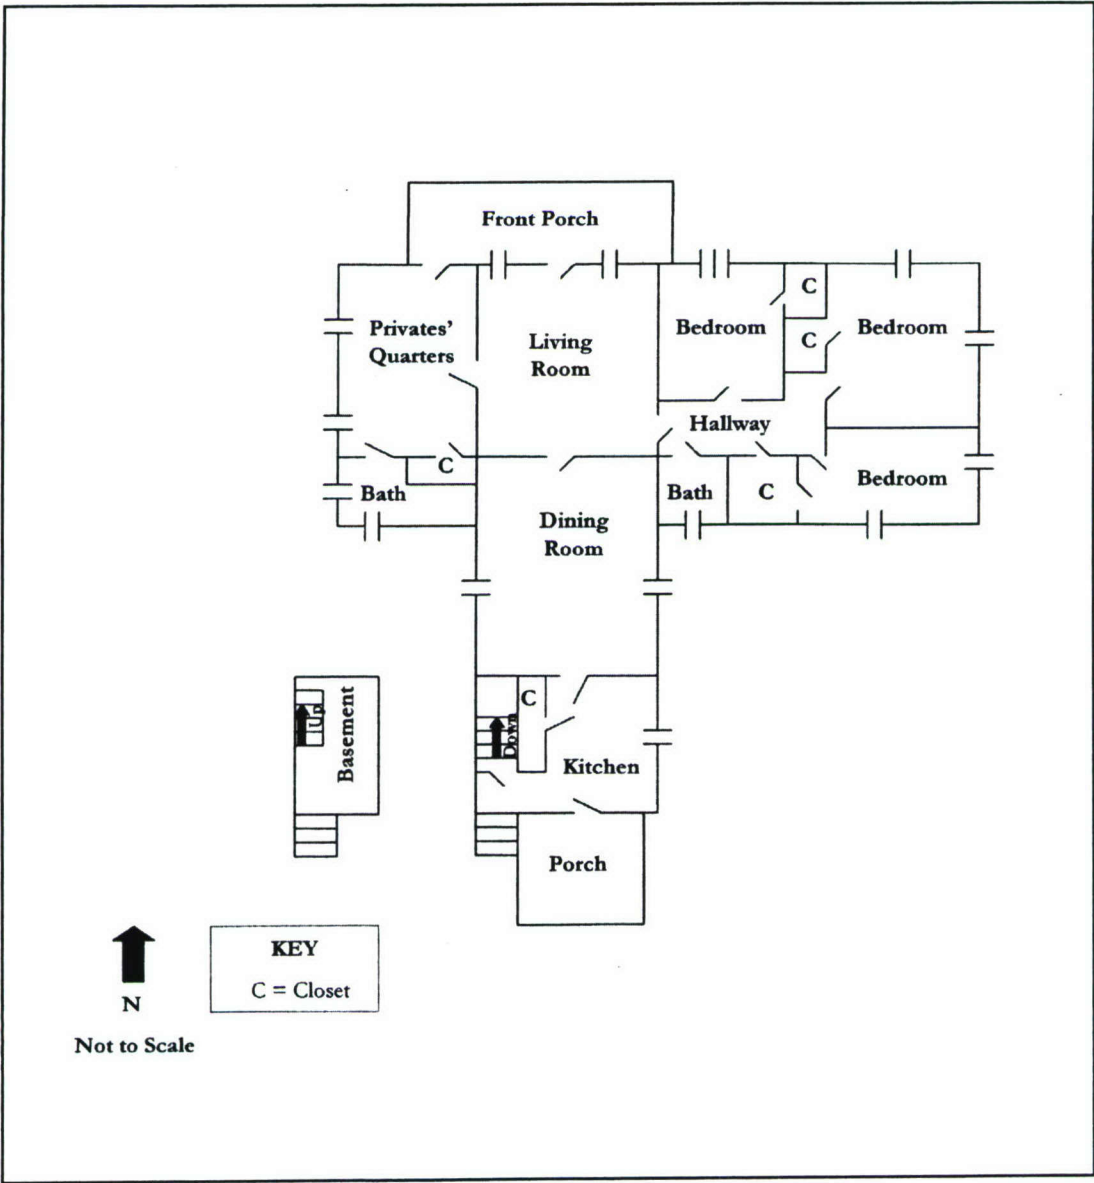 Front Porch
Privates'
Quarters
Living
Room
Bedroom
C
C
Bedroom
Hallway
C
Bath
Bath
C
Bedroom
Dining
Room
Basement
Up
C
Down
Kitchen
Porch
N
Not to Scale
KEY
C = Closet